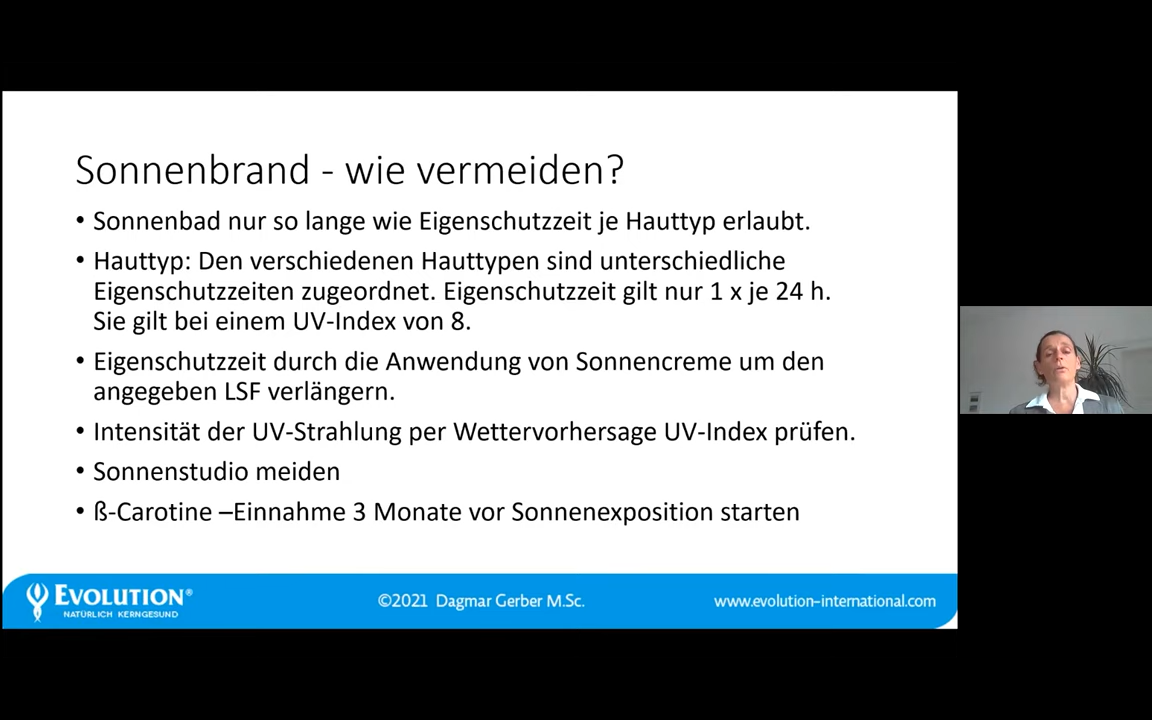 Sonnenbrand - wie vermeiden?
• Sonnenbad nur so lange wie Eigenschutzzeit je Hauttyp erlaubt.
• Hauttyp: Den verschiedenen Hauttypen sind unterschiedliche
Eigenschutzzeiten zugeordnet. Eigenschutzzeit gilt nur 1 x je 24 h.
Sie gilt bei einem UV-Index von 8.
• Eigenschutzzeit durch die Anwendung von Sonnencreme um den
angegeben LSF verlängern.
• Intensität der UV-Strahlung per Wettervorhersage UV-Index prüfen.
• Sonnenstudio meiden
• ß-Carotine –Einnahme 3 Monate vor Sonnenexposition starten
EVOLUTION®
NATÜRLICH KERNGESUND
©2021 Dagmar Gerber M.Sc.
www.evolution-international.com